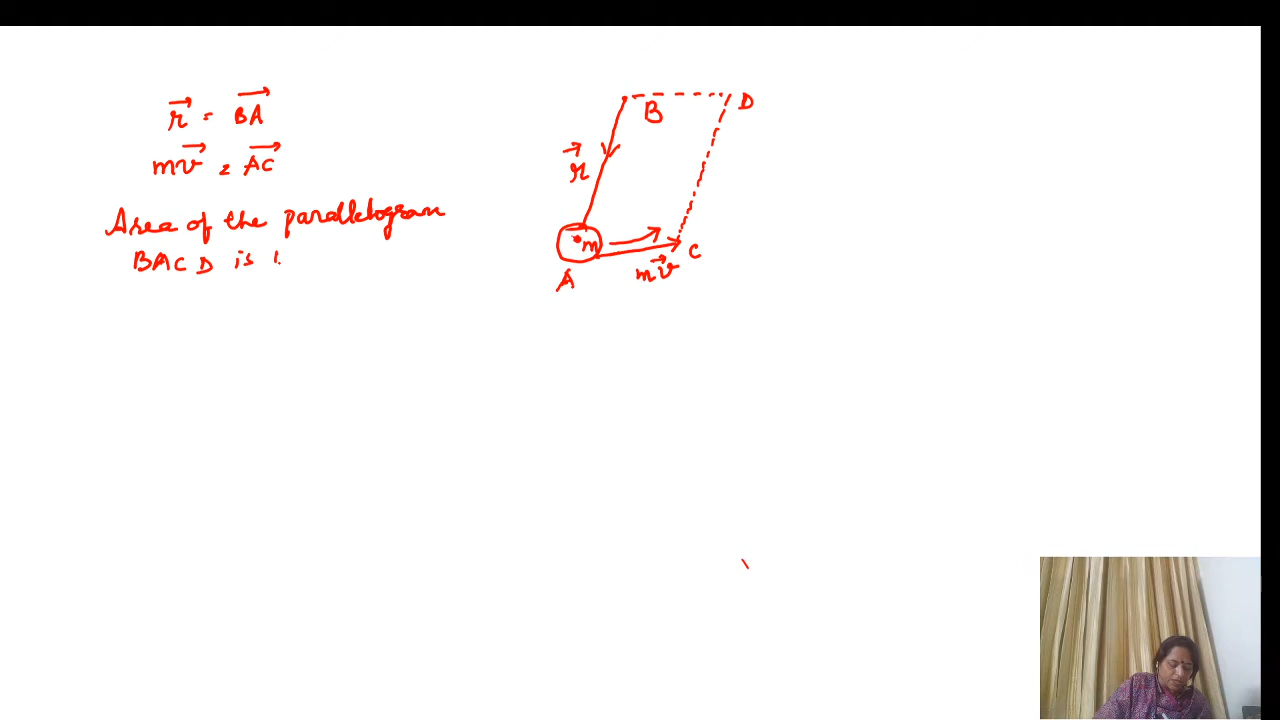 r⃗ = BA⃗
mv⃗ = AC⃗
Area of the parallelogram
BACD is
B
D
r⃗
m
C
mv⃗
A